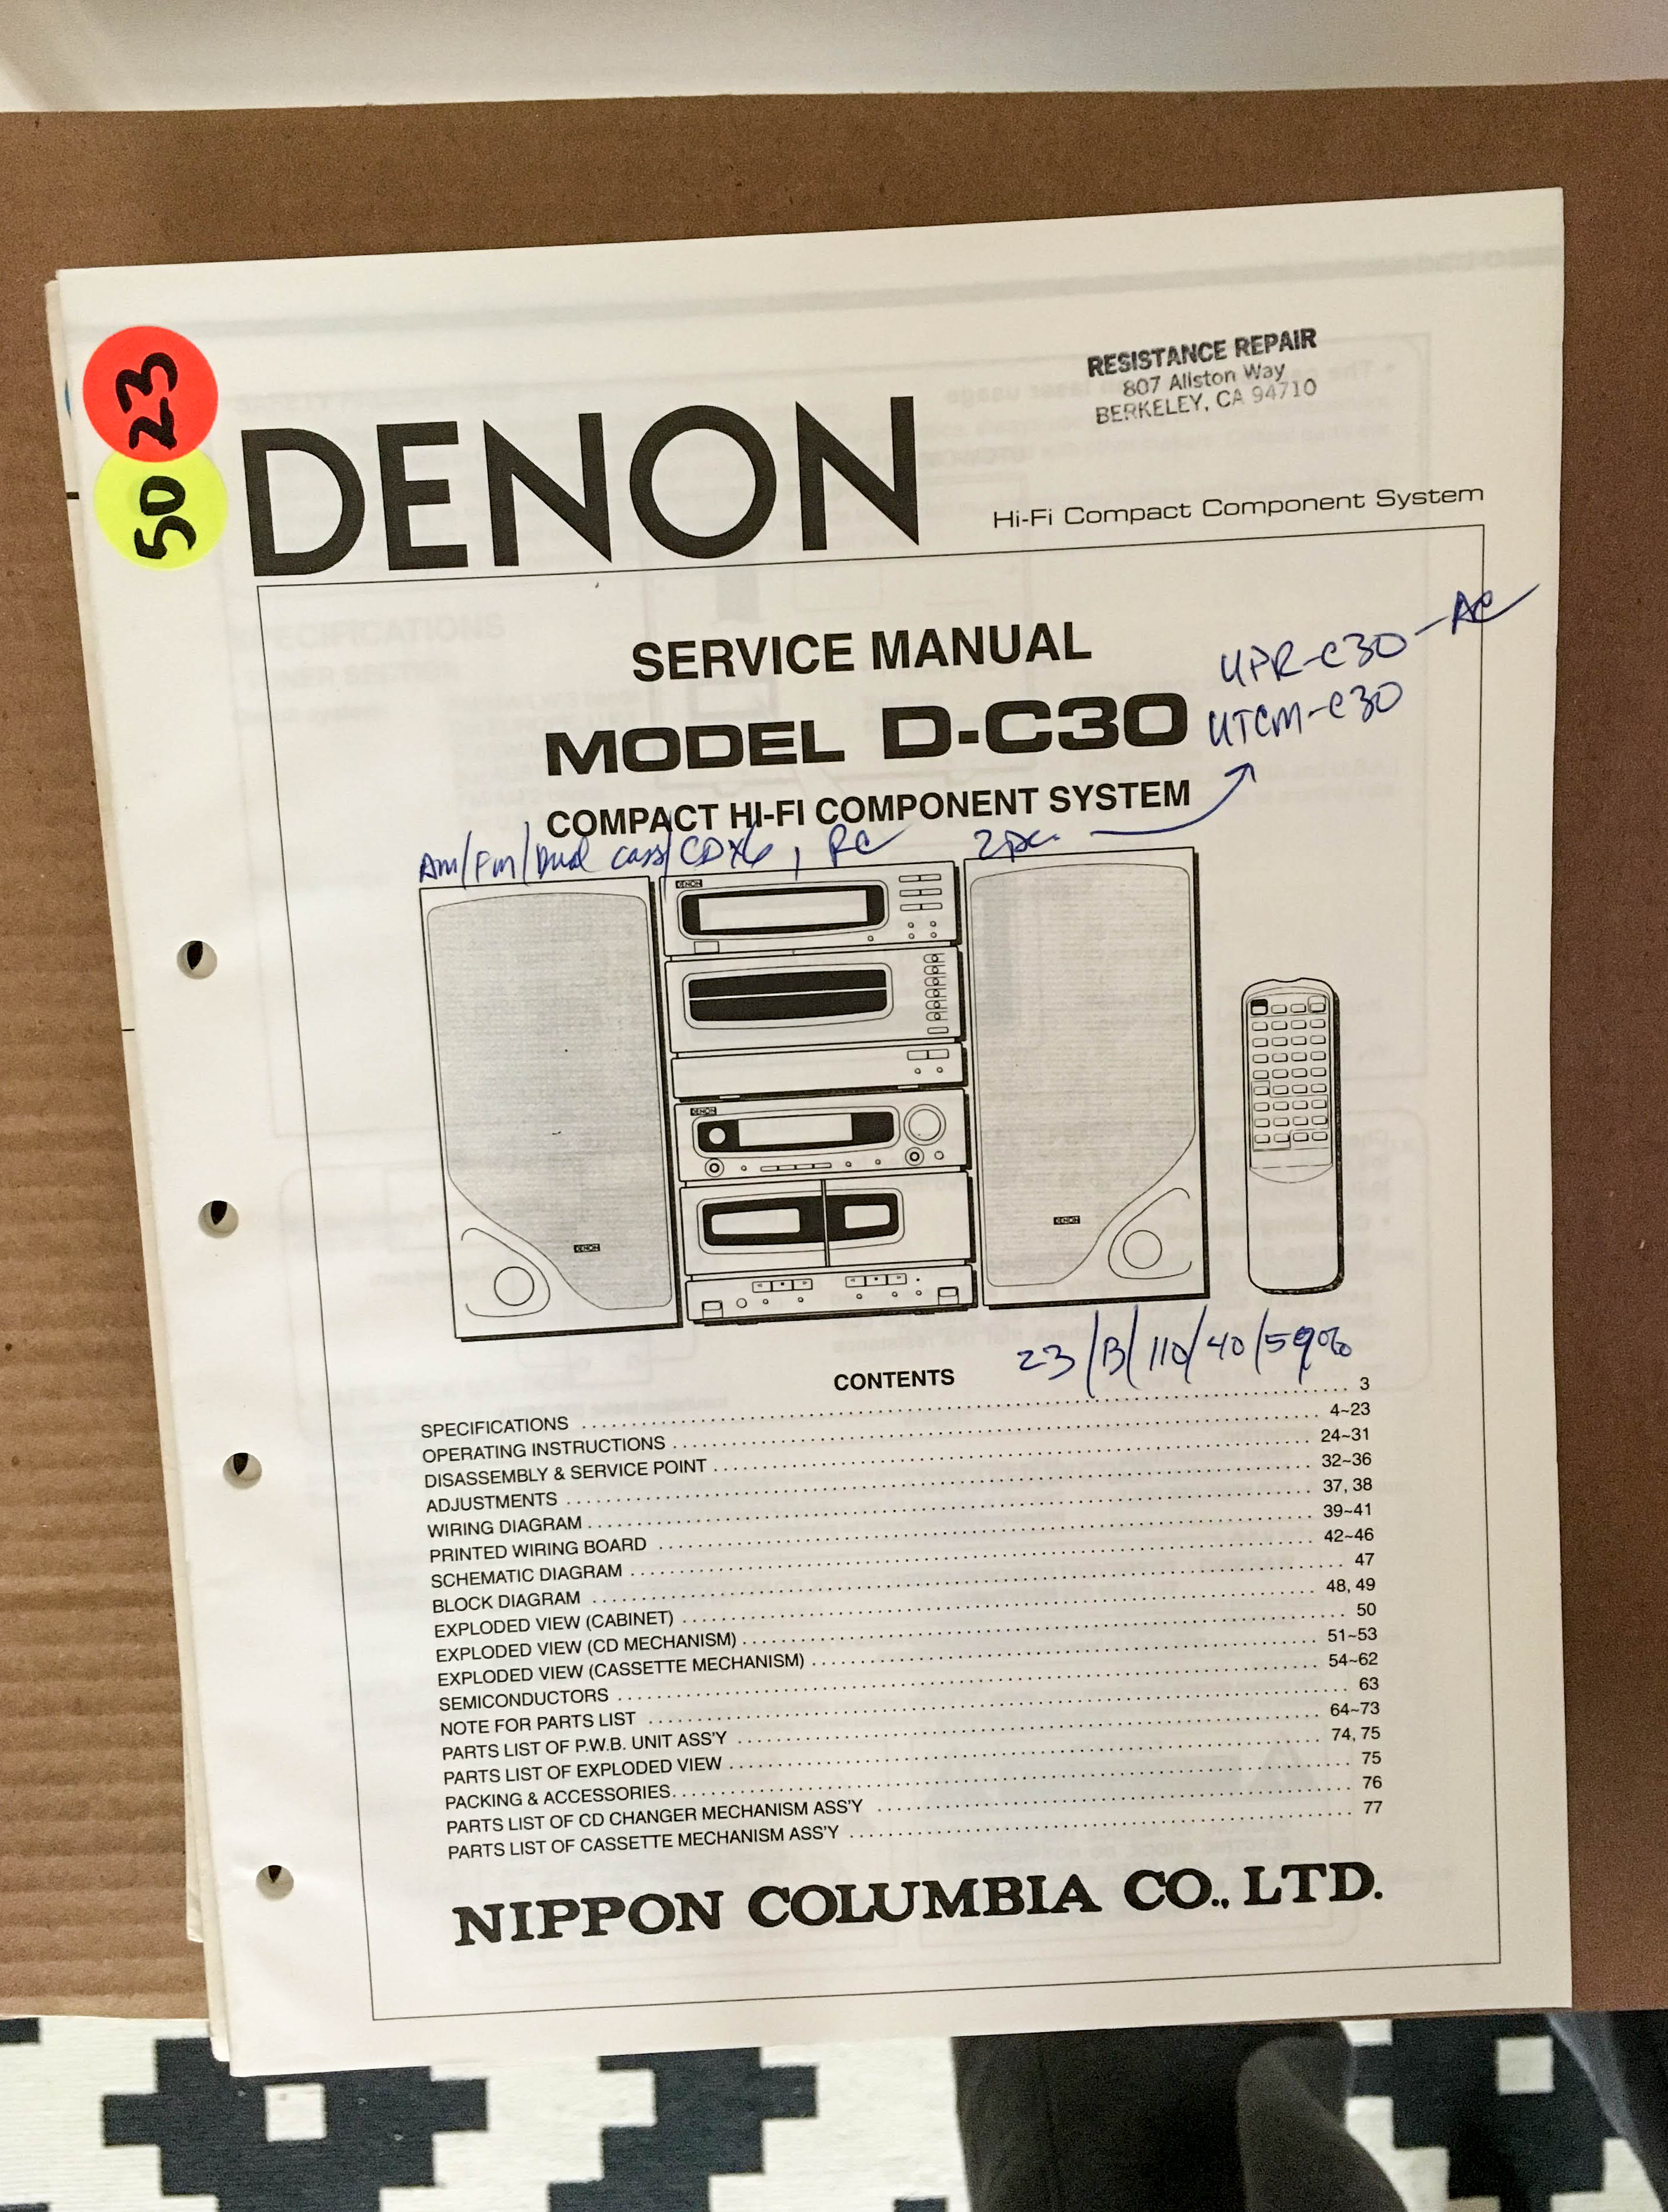 RESISTANCE REPAIR
807 Allston Way
BERKELEY, CA 94710
23
50
DENON
Hi-Fi Compact Component System
SERVICE MANUAL
UPR-C30-AC
MODEL D-C30
UTCM-C30
COMPACT HI-FI COMPONENT SYSTEM
Am/Fm/Dual cass/CDx6, RC 2pc.
DENON
DENON
DENON
DENON
23/B/110/40/59%
CONTENTS
SPECIFICATIONS 3
OPERATING INSTRUCTIONS 4~23
DISASSEMBLY & SERVICE POINT 24~31
ADJUSTMENTS 32~36
WIRING DIAGRAM 37, 38
PRINTED WIRING BOARD 39~41
SCHEMATIC DIAGRAM 42~46
BLOCK DIAGRAM 47
EXPLODED VIEW (CABINET) 48, 49
EXPLODED VIEW (CD MECHANISM) 50
EXPLODED VIEW (CASSETTE MECHANISM) 51~53
SEMICONDUCTORS 54~62
NOTE FOR PARTS LIST 63
PARTS LIST OF P.W.B. UNIT ASS'Y 64~73
PARTS LIST OF EXPLODED VIEW 74, 75
PACKING & ACCESSORIES 75
PARTS LIST OF CD CHANGER MECHANISM ASS'Y 76
PARTS LIST OF CASSETTE MECHANISM ASS'Y 77
NIPPON COLUMBIA CO., LTD.